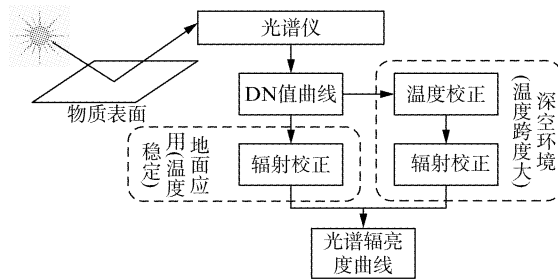 光谱仪
物质表面
DN值曲线
温度校正
深空环境
(温度跨度大)
地面应
用(温度
稳定)
辐射校正
辐射校正
光谱辐亮
度曲线